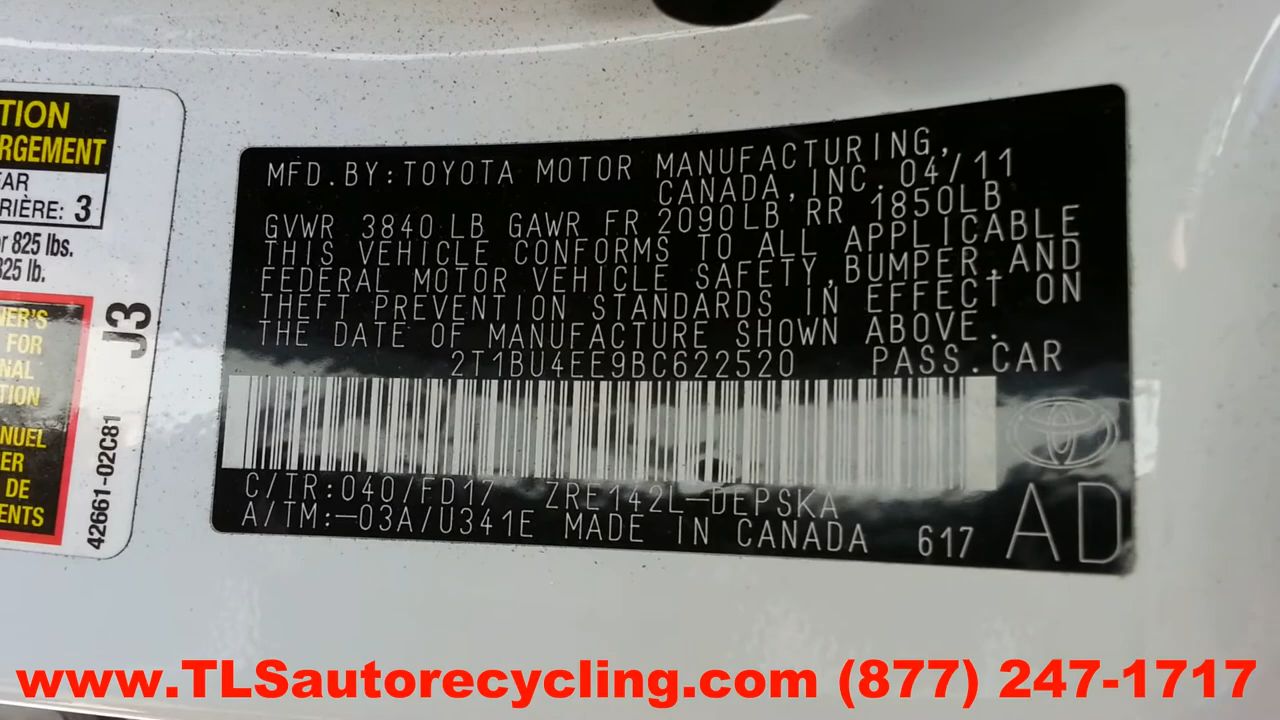 TION
RGEMENT
AR
RIÈRE: 3
r 825 lbs.
325 lb.
J3
NER'S
FOR
NAL
TION
NUEL
ER
DE
ENTS
42661-02C81
MFD.BY:TOYOTA MOTOR MANUFACTURING,
CANADA,INC. 04/11
GVWR 3840 LB GAWR FR 2090LB RR 1850LB
THIS VEHICLE CONFORMS TO ALL APPLICABLE
FEDERAL MOTOR VEHICLE SAFETY,BUMPER,AND
THEFT PREVENTION STANDARDS IN EFFECT ON
THE DATE OF MANUFACTURE SHOWN ABOVE.
2T1BU4EE9BC622520 PASS.CAR
C/TR:040/FD17 ZRE142L-DEPSKA
A/TM:-03A/U341E MADE IN CANADA 617 AD
www.TLSautorecycling.com (877) 247-1717